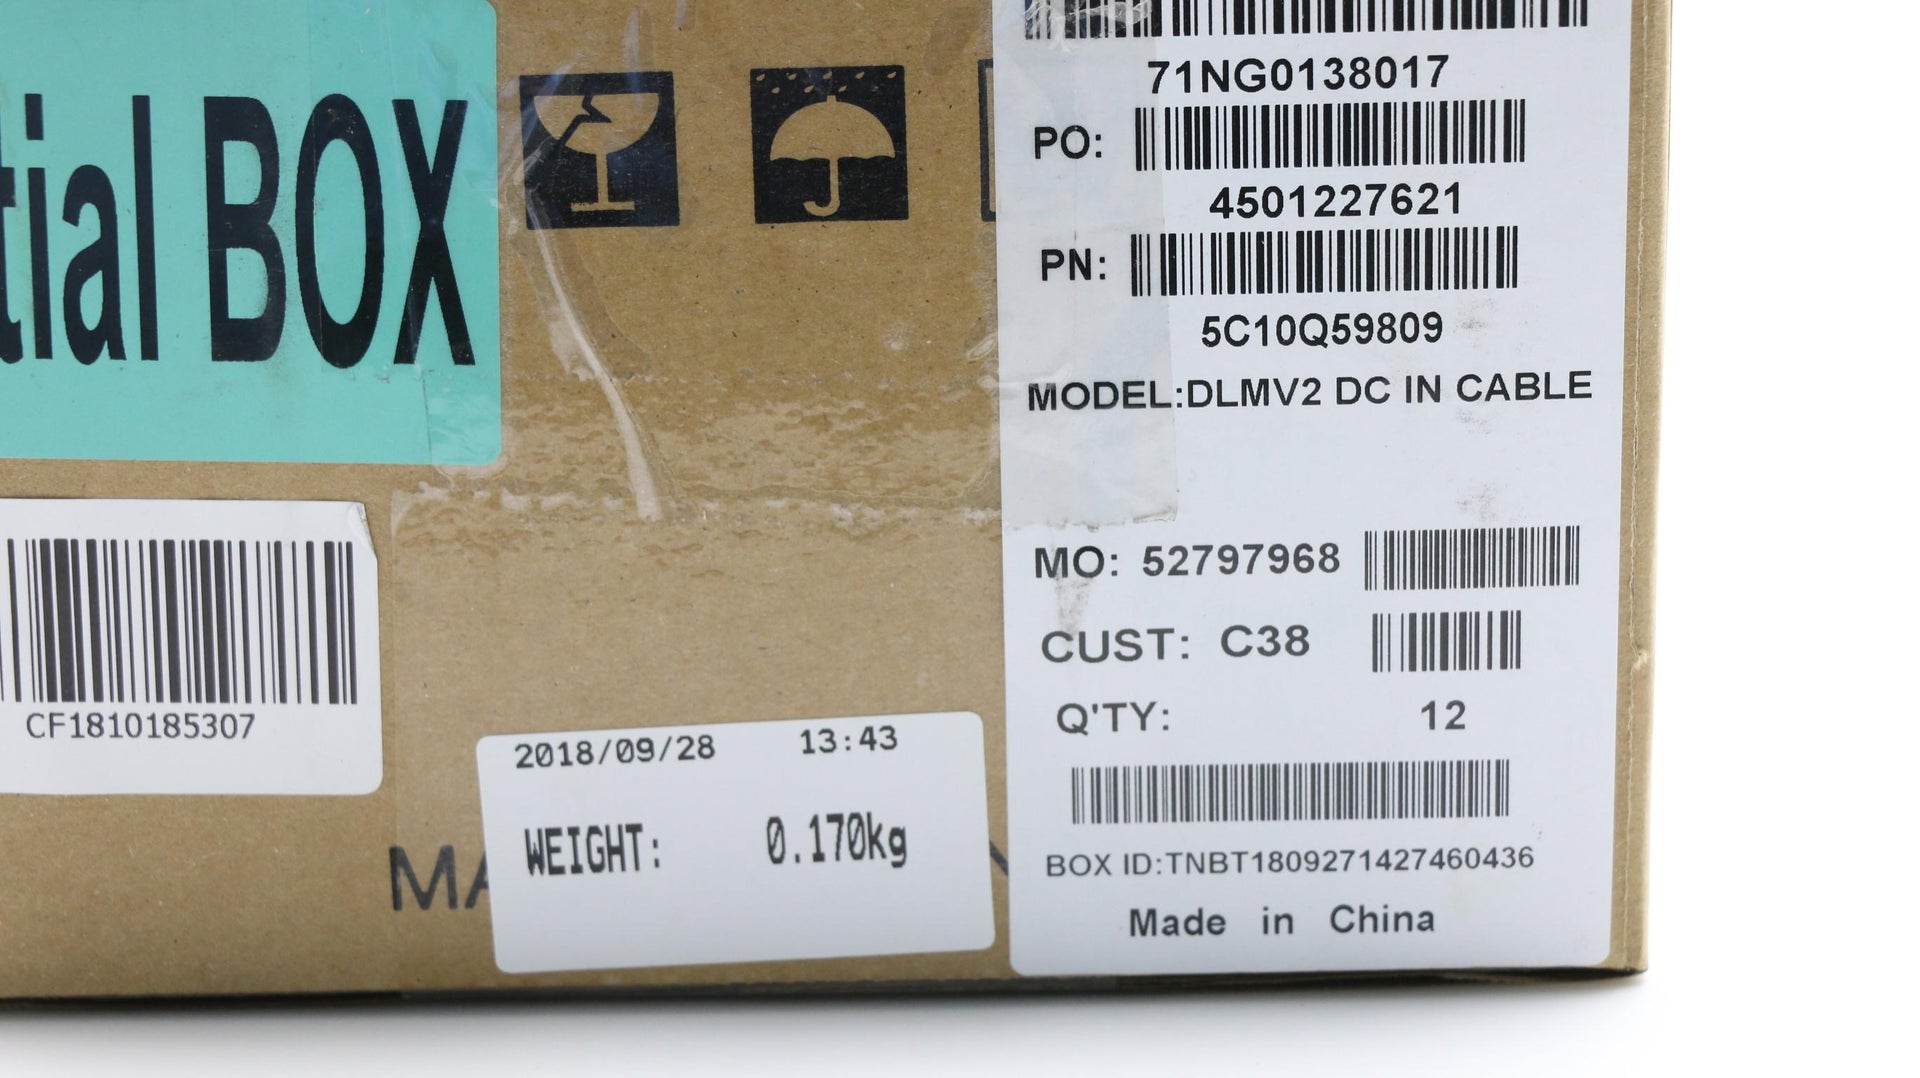 tial BOX
CF1810185307
2018/09/28 13:43
WEIGHT: 0.170kg
MA
71NG0138017
PO:
4501227621
PN:
5C10Q59809
MODEL:DLMV2 DC IN CABLE
MO: 52797968
CUST: C38
Q'TY: 12
BOX ID:TNBT1809271427460436
Made in China